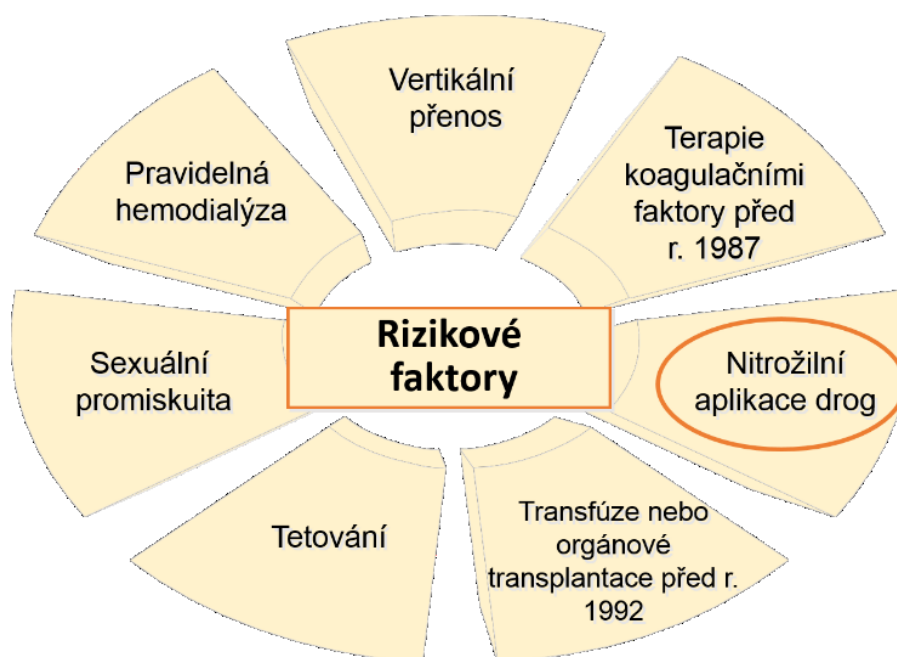 Vertikální
přenos
Terapie
koagulačními
faktory před
r. 1987
Pravidelná
hemodialýza
Rizikové
faktory
Sexuální
promiskuita
Nitrožilní
aplikace drog
Tetování
Transfúze nebo
orgánové
transplantace před r.
1992